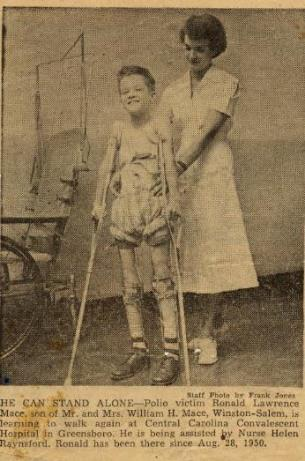 Staff Photo by Frank Jones
HE CAN STAND ALONE—Polio victim Ronald Lawrence
Mace, son of Mr. and Mrs. William H. Mace, Winston-Salem, is
learning to walk again at Central Carolina Convalescent
Hospital in Greensboro. He is being assisted by Nurse Helen
Raynsford. Ronald has been there since Aug. 28, 1950.